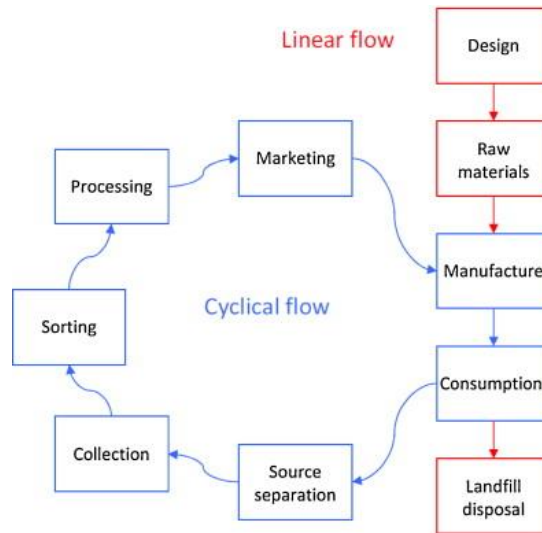 Linear flow
Design
Raw
materials
Marketing
Processing
Manufacture
Cyclical flow
Sorting
Consumption
Collection
Source
separation
Landfill
disposal